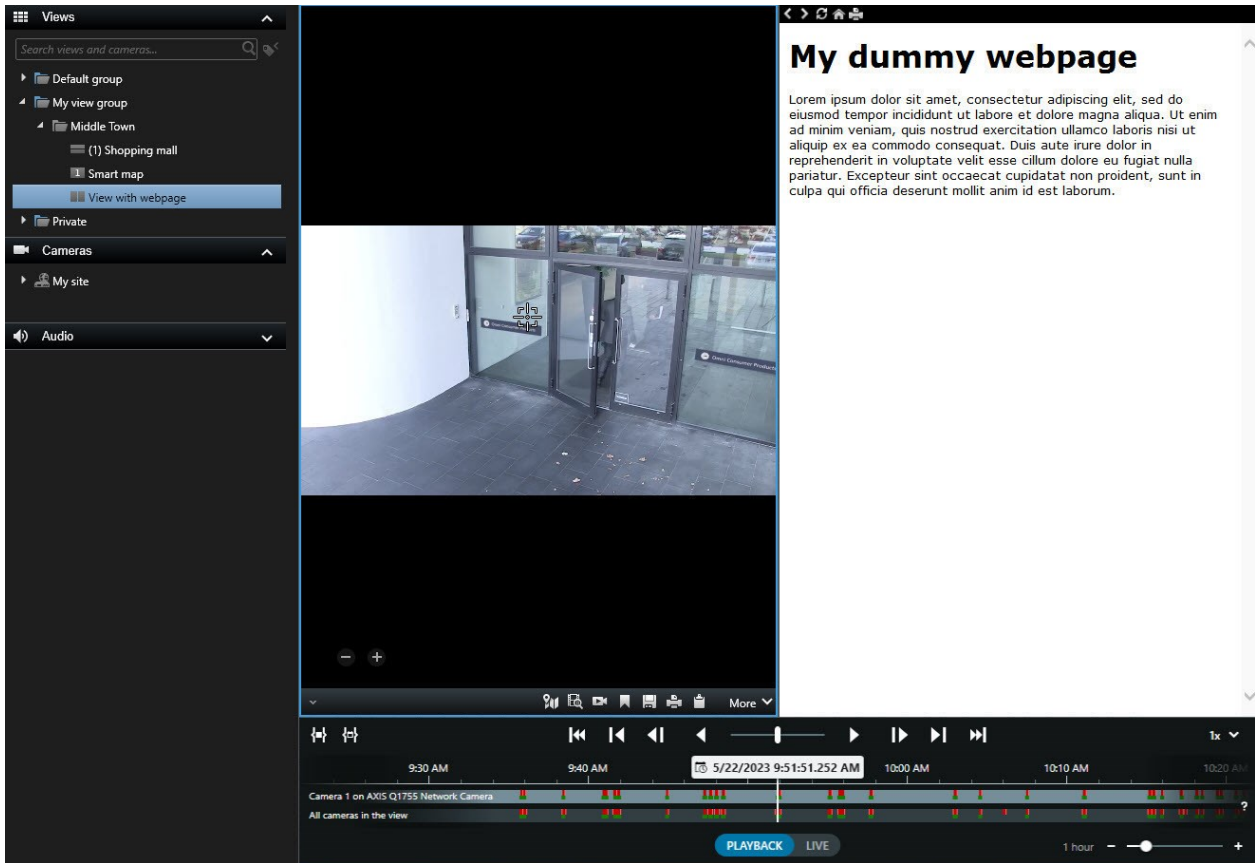 Views
Search views and cameras...
Default group
My view group
Middle Town
(1) Shopping mall
1 Smart map
View with webpage
Private
Cameras
My site
Audio
More
My dummy webpage
Lorem ipsum dolor sit amet, consectetur adipiscing elit, sed do
eiusmod tempor incididunt ut labore et dolore magna aliqua. Ut enim
ad minim veniam, quis nostrud exercitation ullamco laboris nisi ut
aliquip ex ea commodo consequat. Duis aute irure dolor in
reprehenderit in voluptate velit esse cillum dolore eu fugiat nulla
pariatur. Excepteur sint occaecat cupidatat non proident, sunt in
culpa qui officia deserunt mollit anim id est laborum.
1x
9:30 AM 9:40 AM 5/22/2023 9:51:51.252 AM 10:00 AM 10:10 AM 10:20 AM
Camera 1 on AXIS Q1755 Network Camera
All cameras in the view
?
PLAYBACK LIVE
1 hour